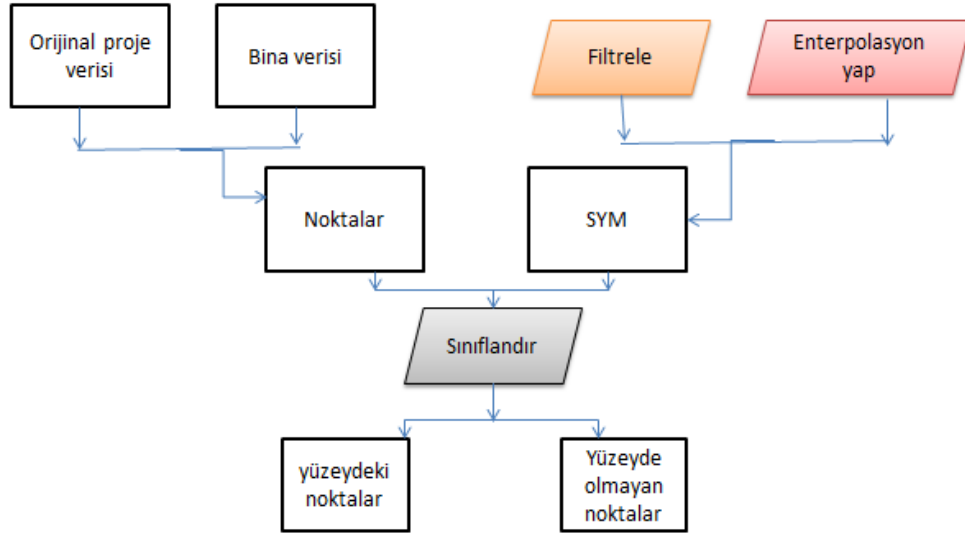 Orijinal proje
verisi
Bina verisi
Filtrele
Enterpolasyon
yap
Noktalar
SYM
Sınıflandır
yüzeydeki
noktalar
Yüzeyde
olmayan
noktalar